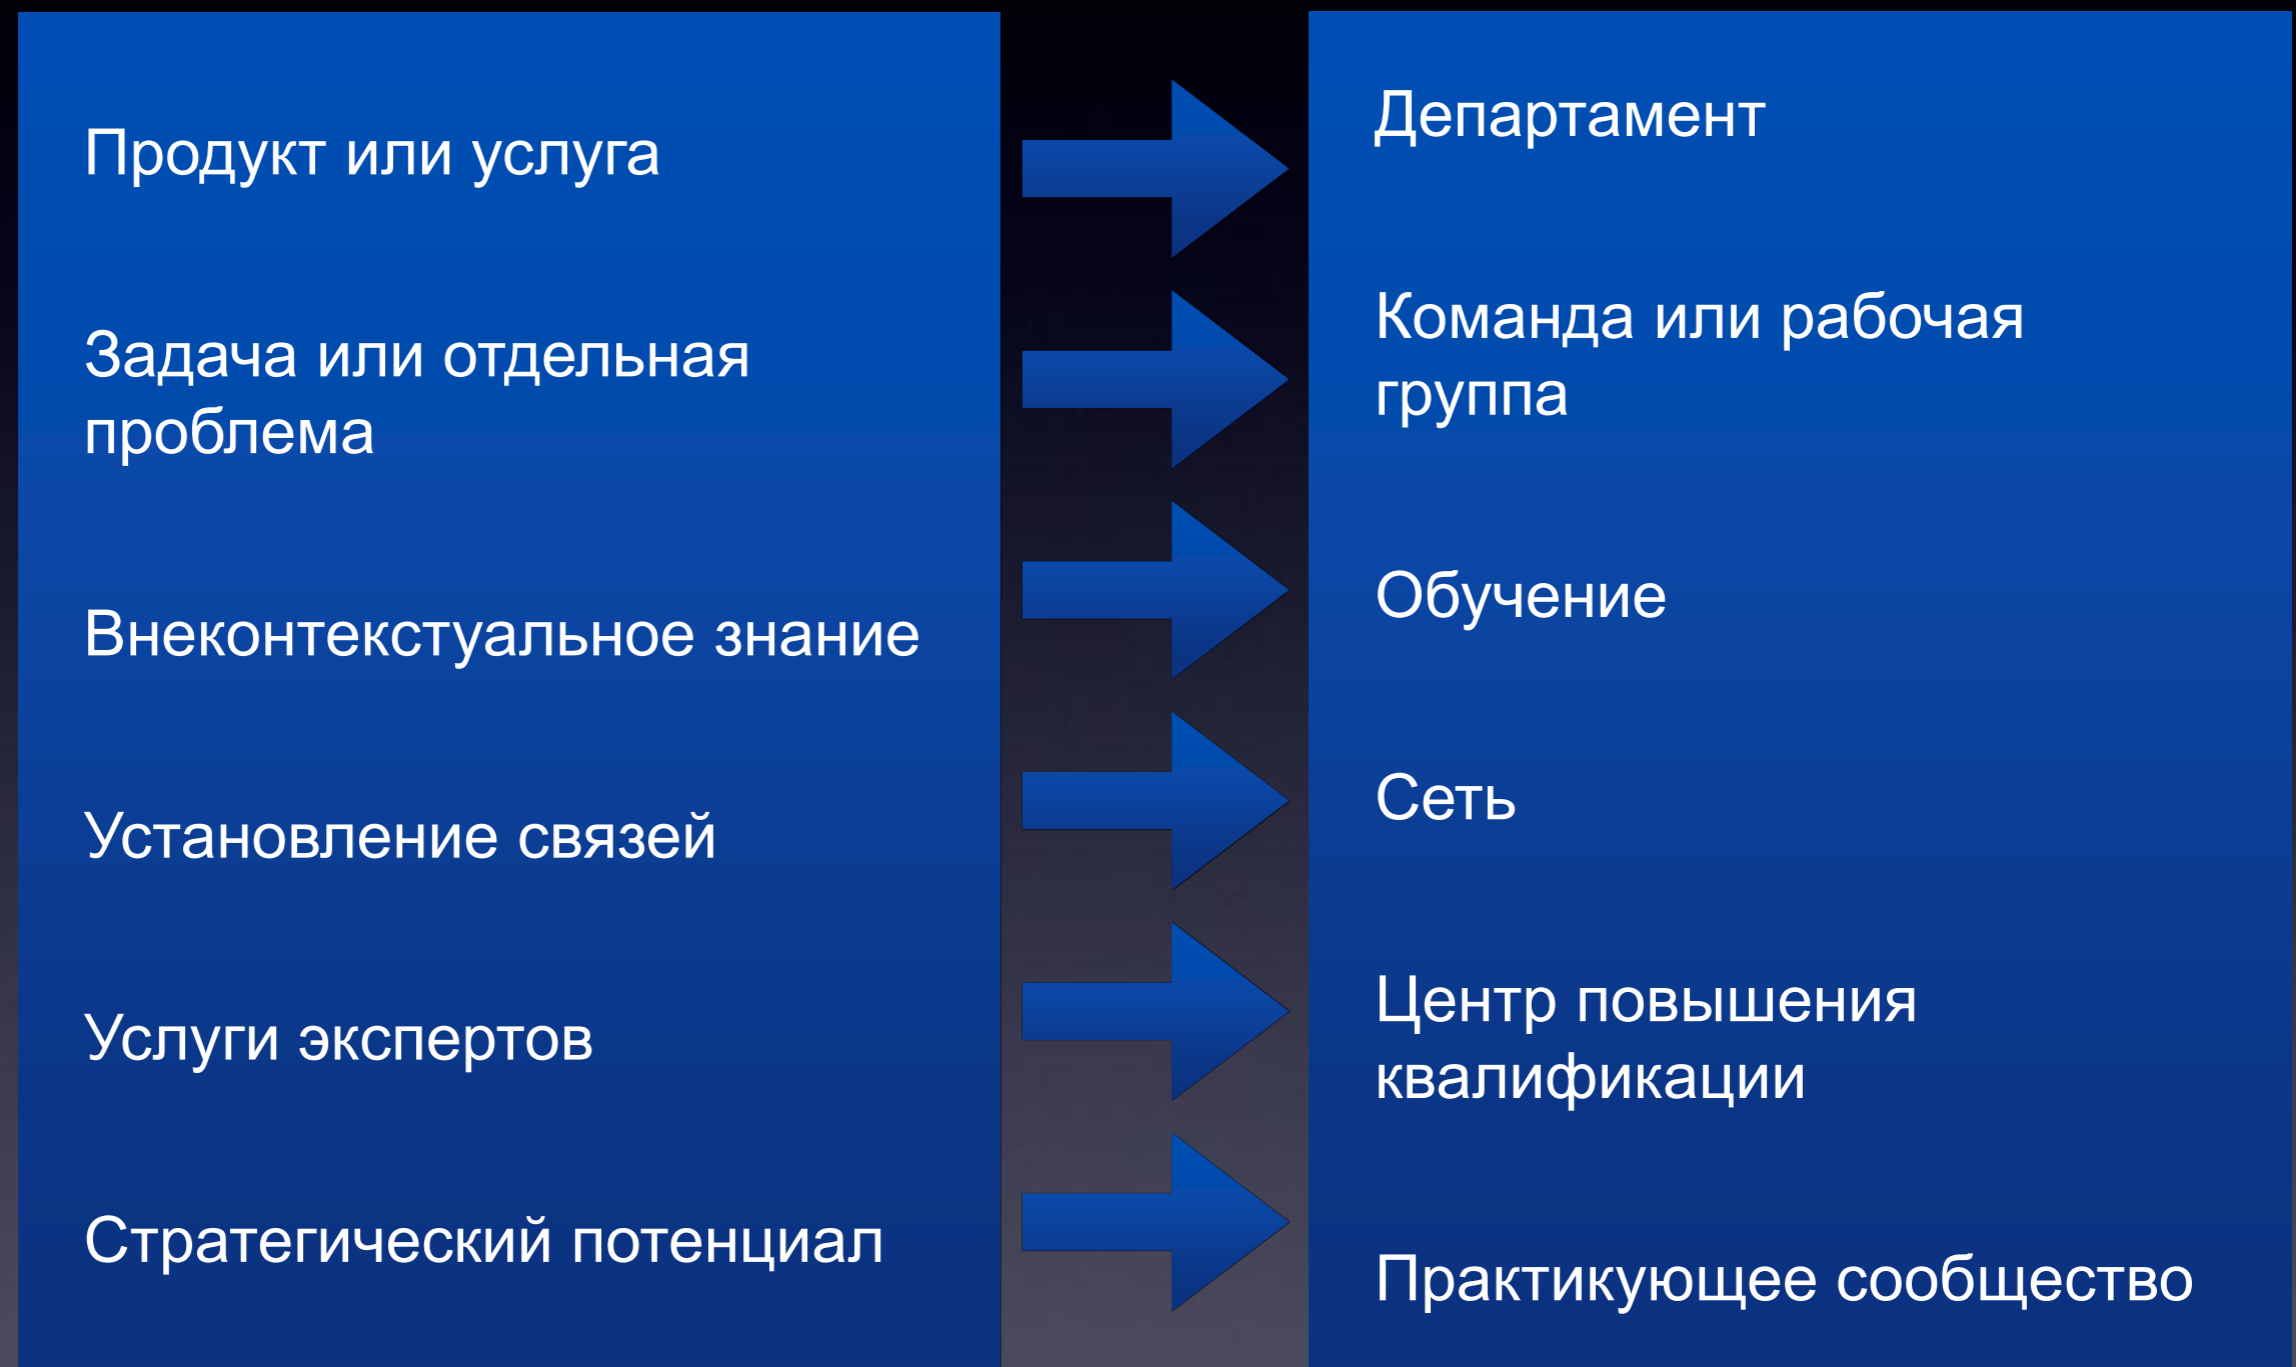 Продукт или услуга
Задача или отдельная
проблема
Внеконтекстуальное знание
Установление связей
Услуги экспертов
Стратегический потенциал
Департамент
Команда или рабочая
группа
Обучение
Сеть
Центр повышения
квалификации
Практикующее сообщество